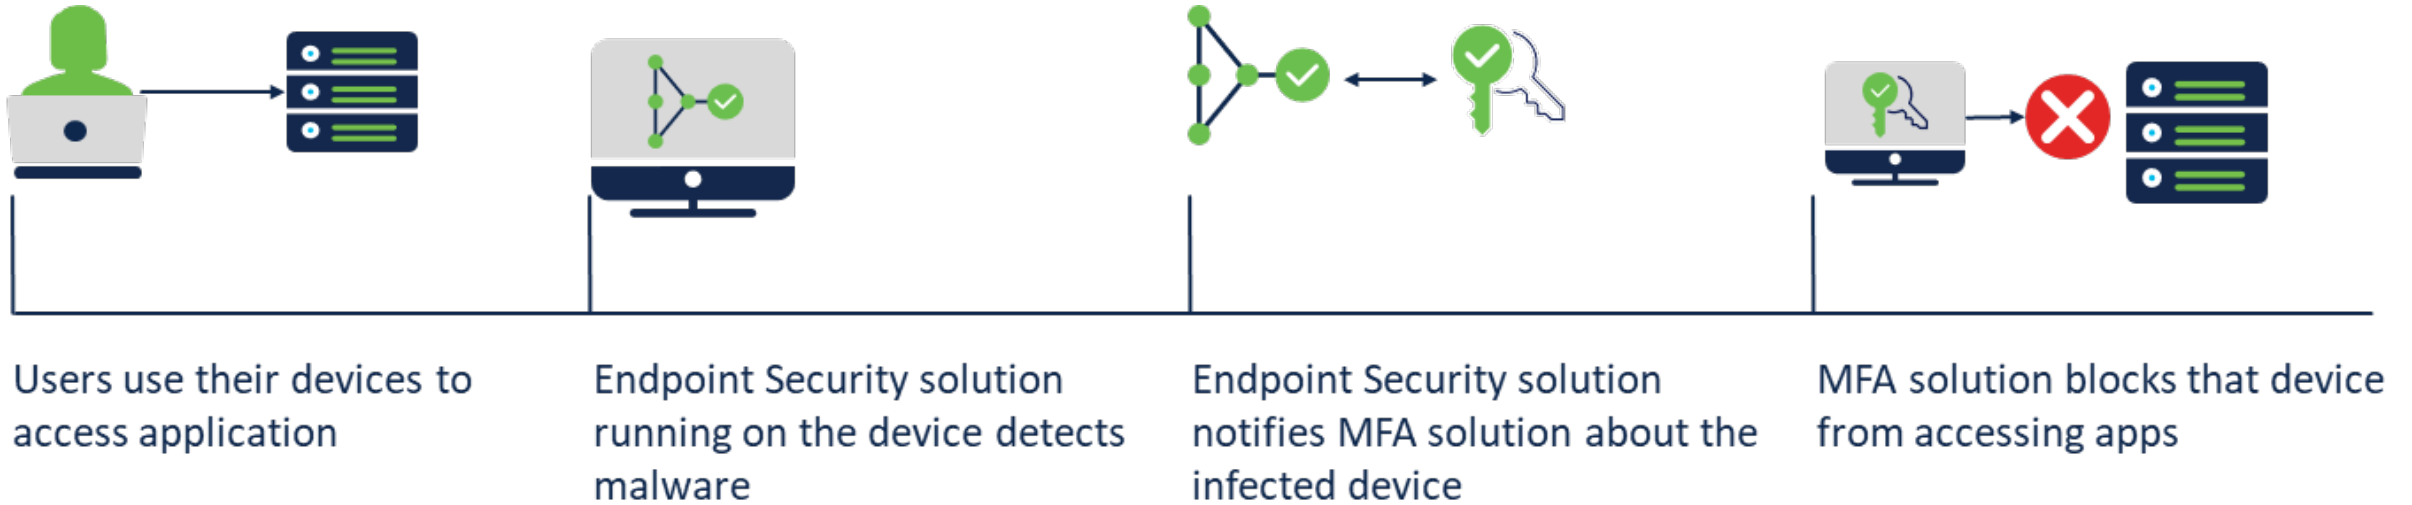 Users use their devices to
access application
Endpoint Security solution
running on the device detects
malware
Endpoint Security solution
notifies MFA solution about the
infected device
MFA solution blocks that device
from accessing apps